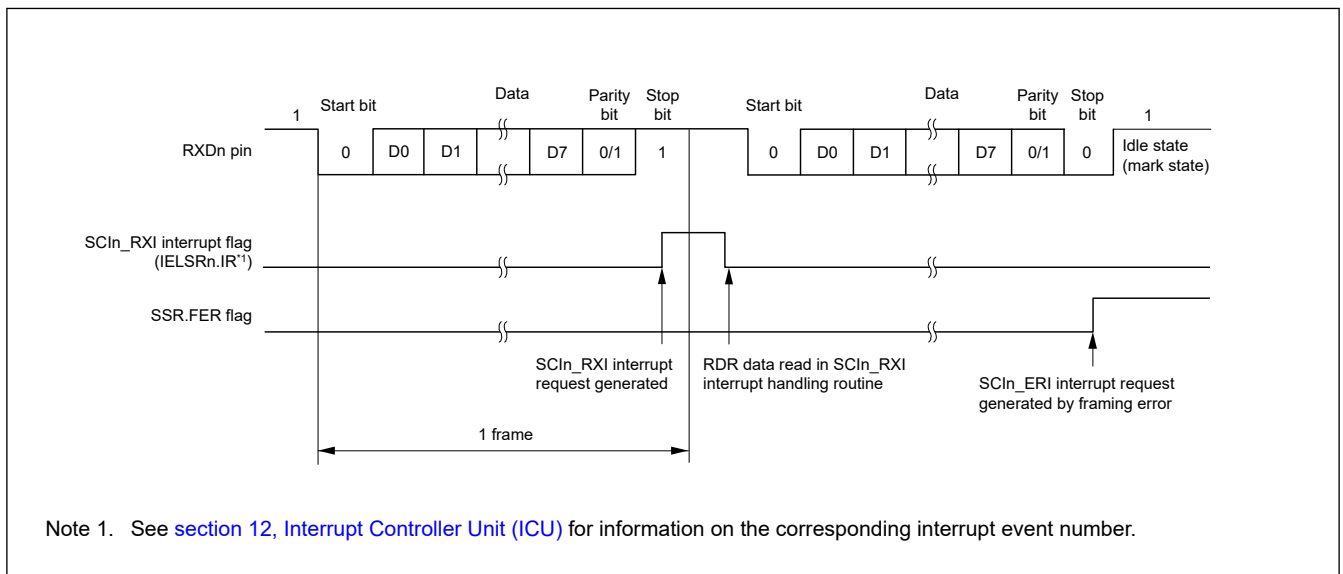 1
Start bit
Data
Parity
bit
Stop
bit
Start bit
Data
Parity
bit
Stop
bit
1
RXDn pin
0 D0 D1 D7 0/1 1 0 D0 D1 D7 0/1 0
Idle state
(mark state)
SCIn_RXI interrupt flag
(IELSRn.IR*1)
SSR.FER flag
SCIn_RXI interrupt
request generated
RDR data read in SCIn_RXI
interrupt handling routine
SCIn_ERI interrupt request
generated by framing error
1 frame
Note 1. See section 12, Interrupt Controller Unit (ICU) for information on the corresponding interrupt event number.